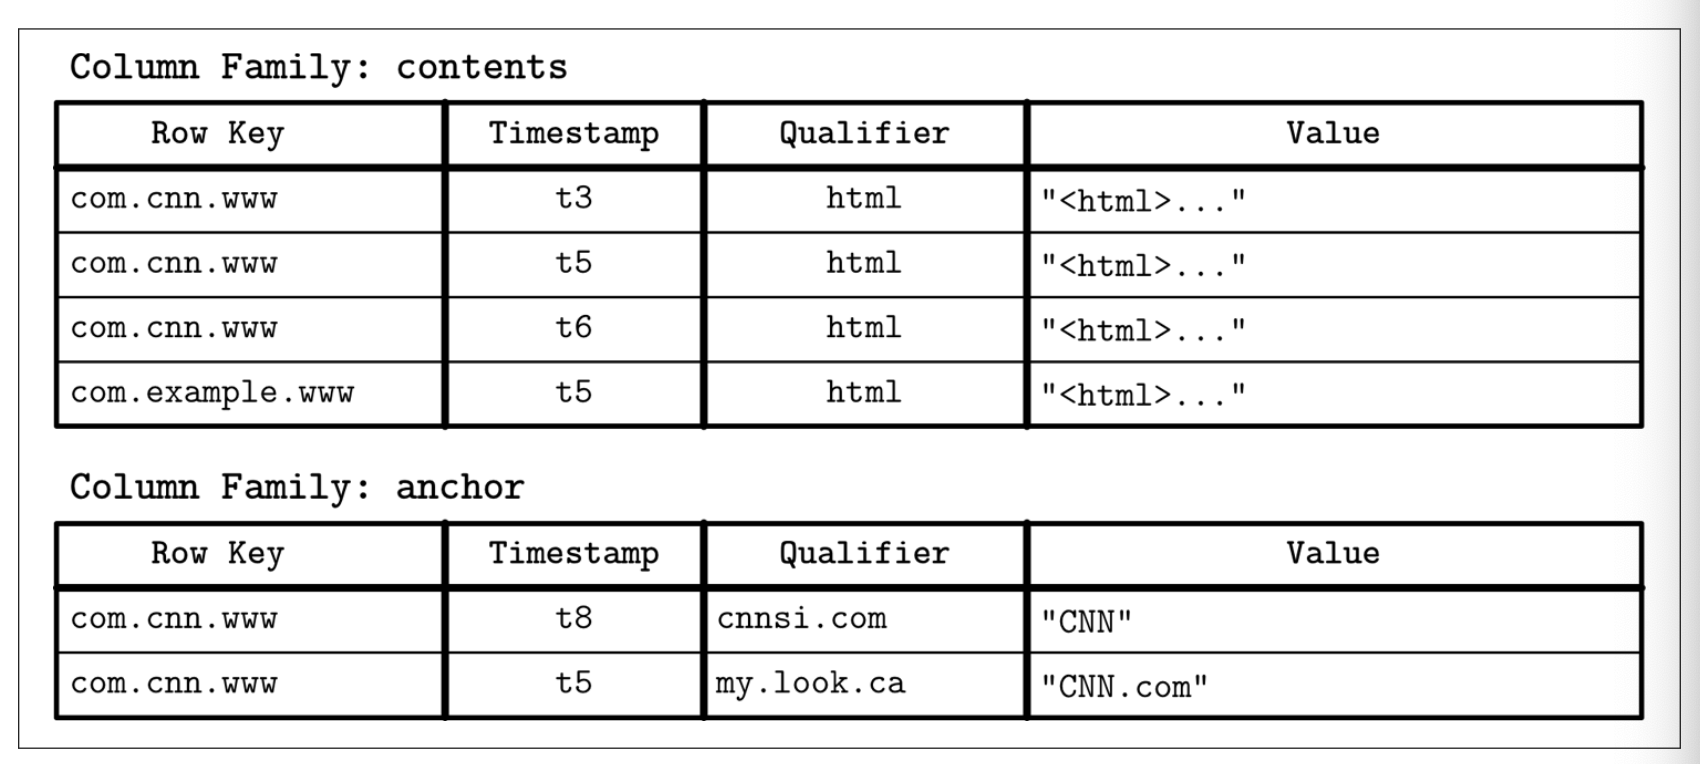 Column Family: contents
Row Key Timestamp Qualifier Value
com.cnn.www t3 html "<html>..."
com.cnn.www t5 html "<html>..."
com.cnn.www t6 html "<html>..."
com.example.www t5 html "<html>..."
Column Family: anchor
Row Key Timestamp Qualifier Value
com.cnn.www t8 cnnsi.com "CNN"
com.cnn.www t5 my.look.ca "CNN.com"